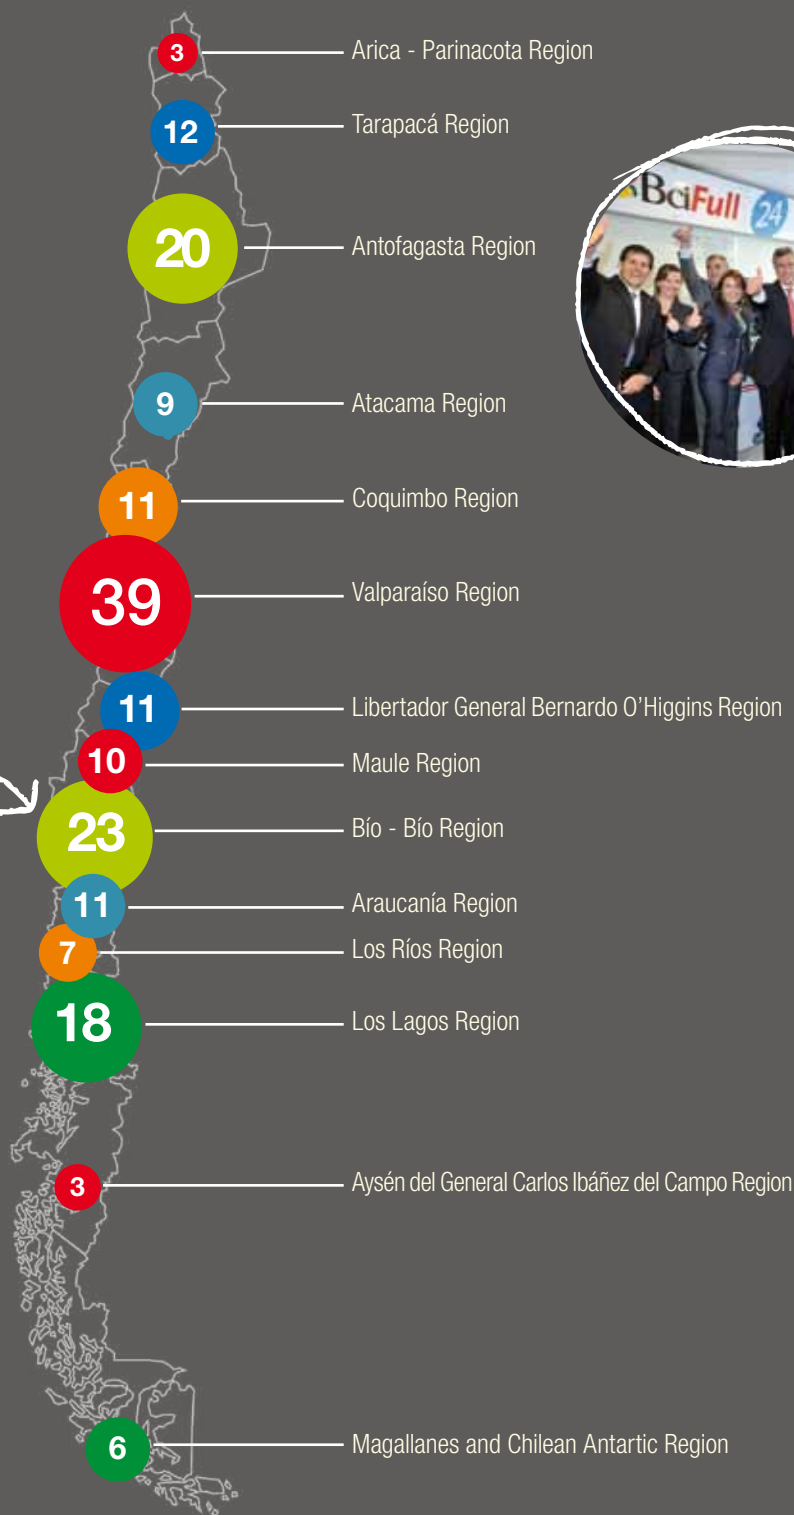 3 Arica - Parinacota Region
12 Tarapacá Region
BciFull 24
20 Antofagasta Region
9 Atacama Region
11 Coquimbo Region
39 Valparaíso Region
11 Libertador General Bernardo O’Higgins Region
10 Maule Region
23 Bío - Bío Region
11 Araucanía Region
7 Los Ríos Region
18 Los Lagos Region
3 Aysén del General Carlos Ibáñez del Campo Region
6 Magallanes and Chilean Antartic Region